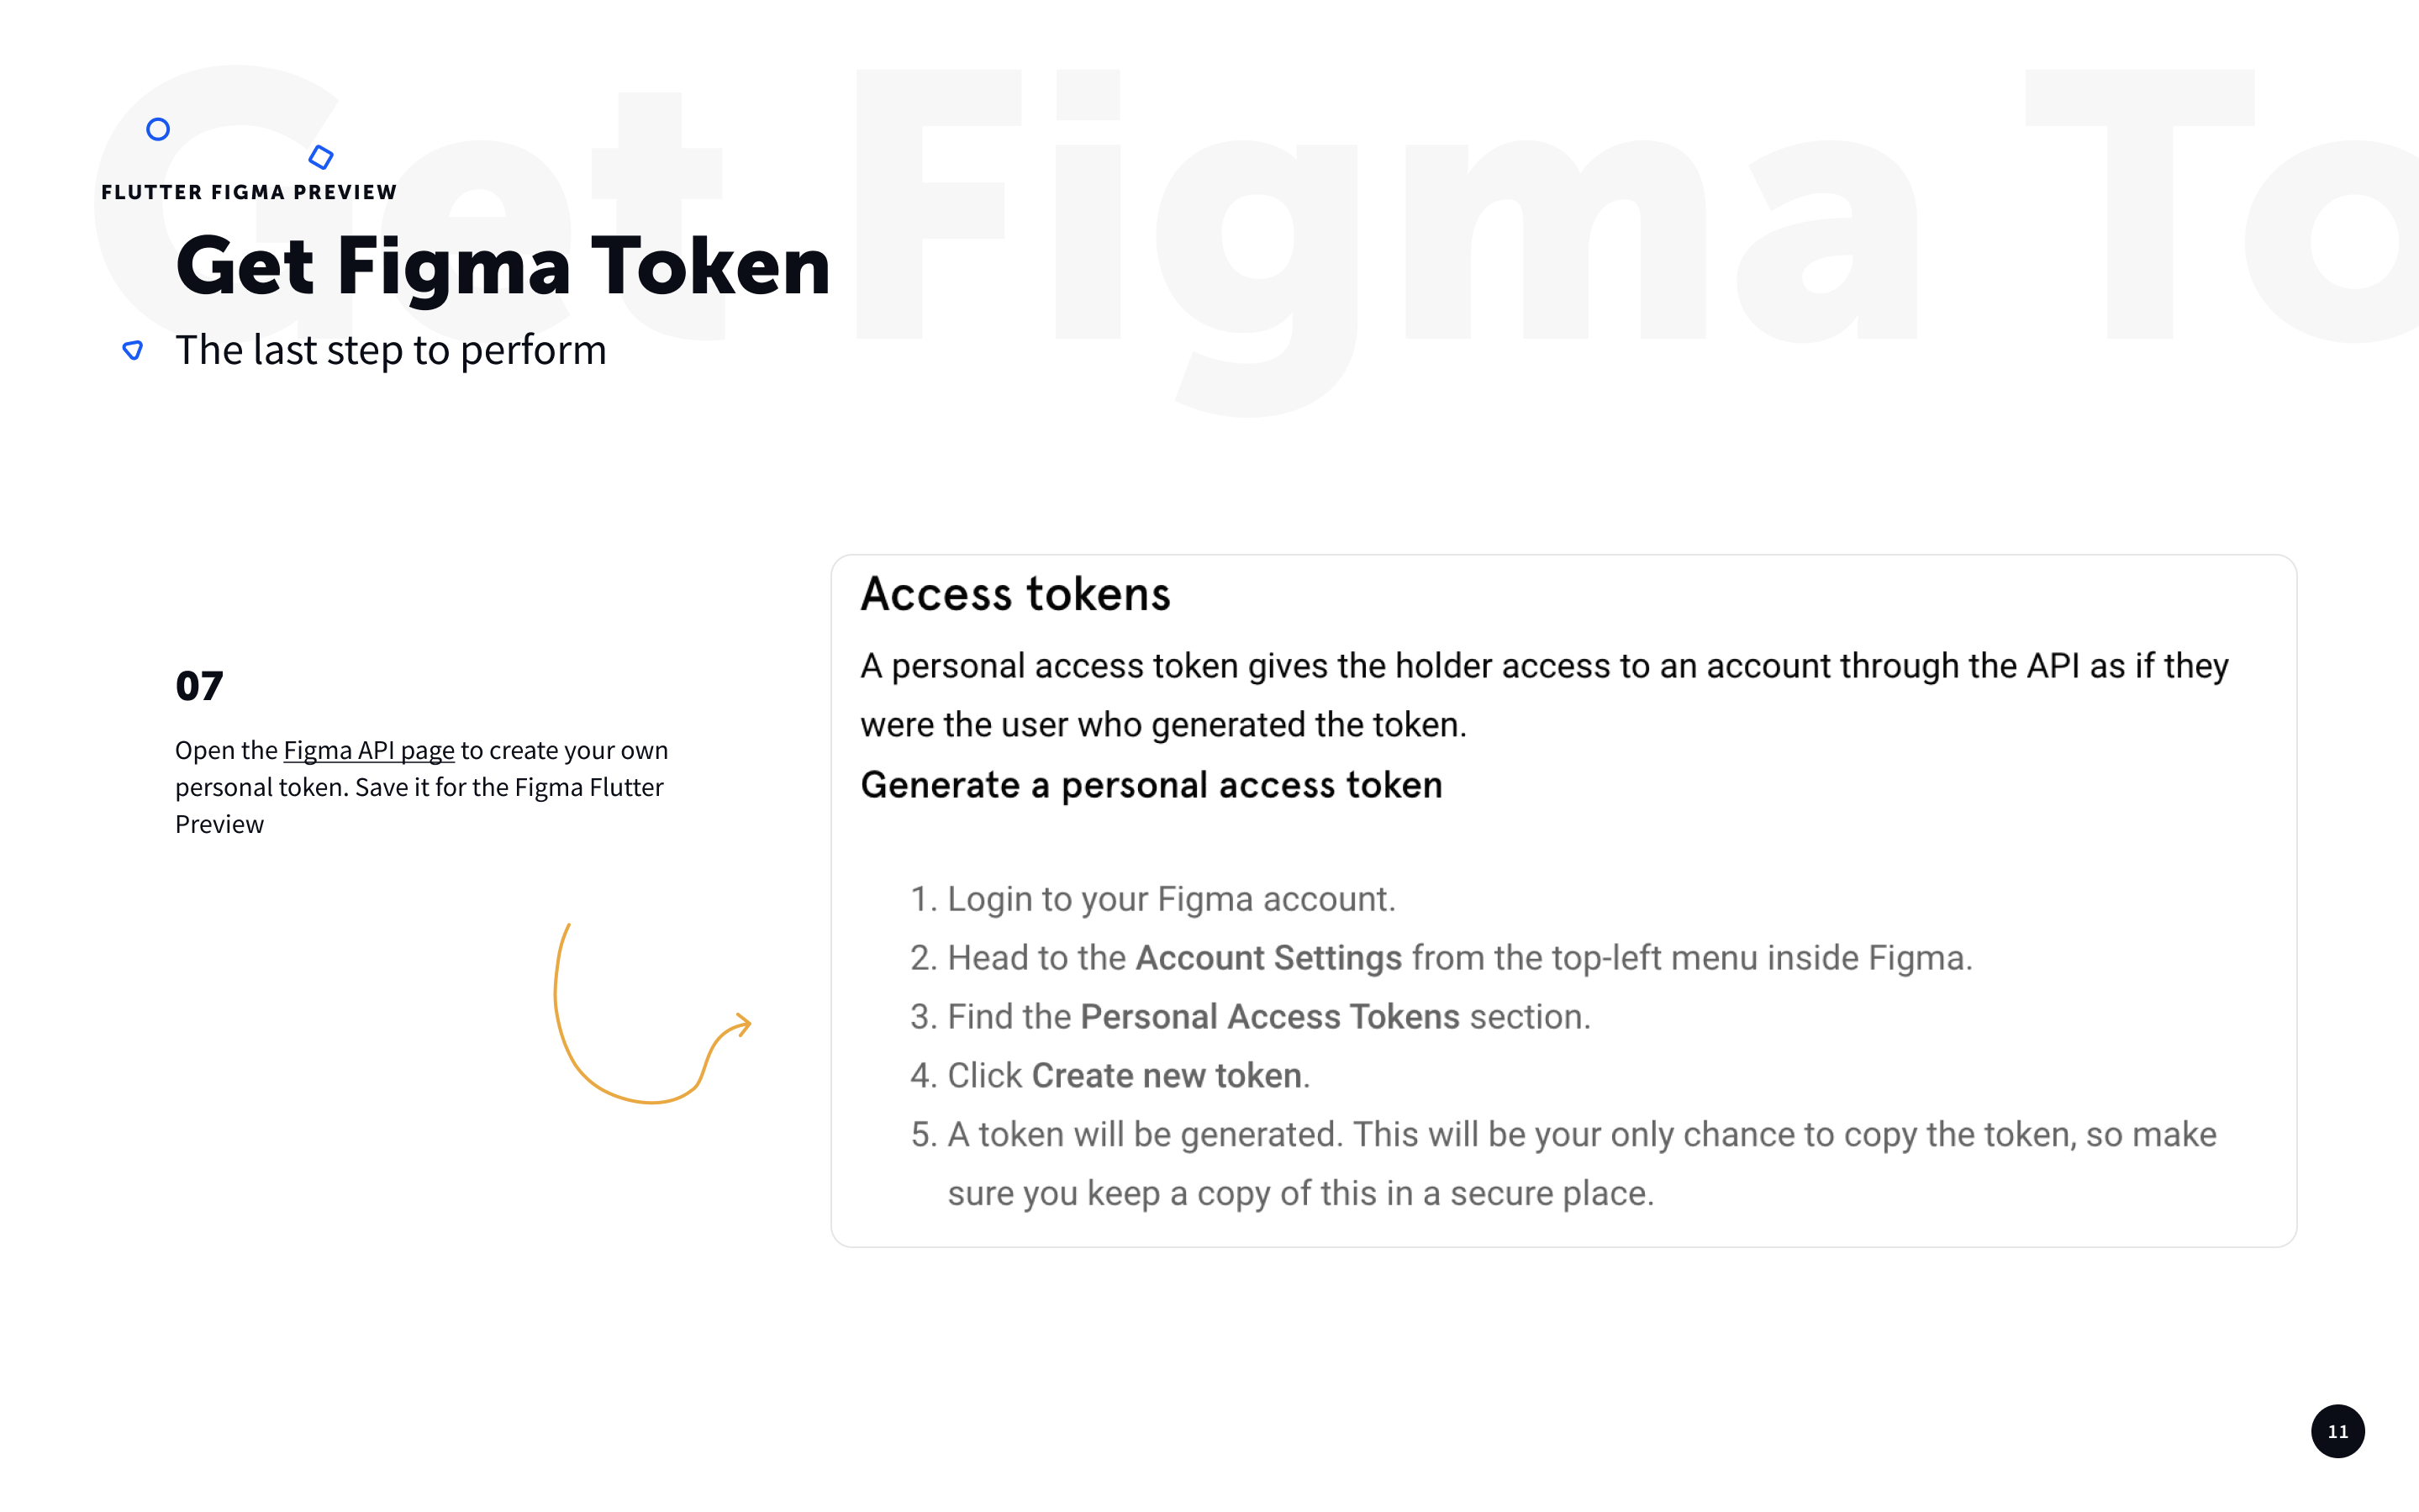 Get Figma To
FLUTTER FIGMA PREVIEW
Get Figma Token
The last step to perform
07
Open the Figma API page to create your own
personal token. Save it for the Figma Flutter
Preview
Access tokens
A personal access token gives the holder access to an account through the API as if they
were the user who generated the token.
Generate a personal access token
1. Login to your Figma account.
2. Head to the Account Settings from the top-left menu inside Figma.
3. Find the Personal Access Tokens section.
4. Click Create new token.
5. A token will be generated. This will be your only chance to copy the token, so make
sure you keep a copy of this in a secure place.
11